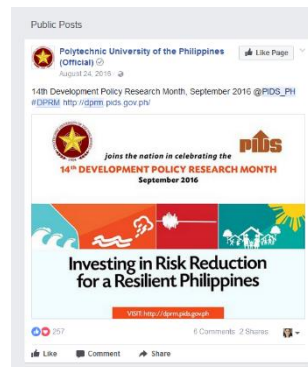 Public Posts
Polytechnic University of the Philippines
(Official)
Like Page
August 24, 2016
14th Development Policy Research Month, September 2016 @PIDS_PH
#DPRM http://dprm.pids.gov.ph/
pids
joins the nation in celebrating the
14th DEVELOPMENT POLICY RESEARCH MONTH
September 2016
Investing in Risk Reduction
for a Resilient Philippines
VISIT: http://dprm.pids.gov.ph
257
6 Comments 2 Shares
Like Comment Share